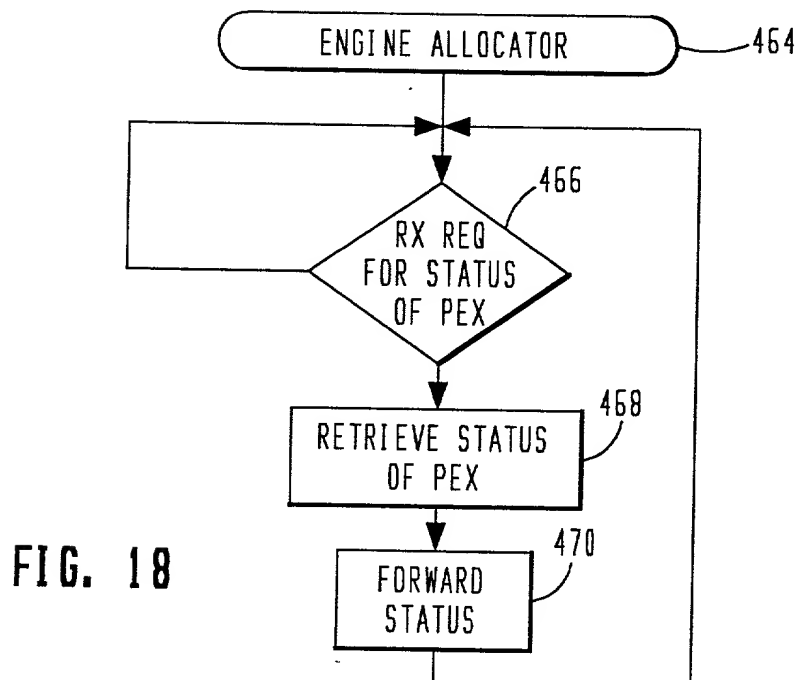 ENGINE ALLOCATOR
464
466
RX REQ
FOR STATUS
OF PEX
468
RETRIEVE STATUS
OF PEX
470
FORWARD
STATUS
FIG. 18